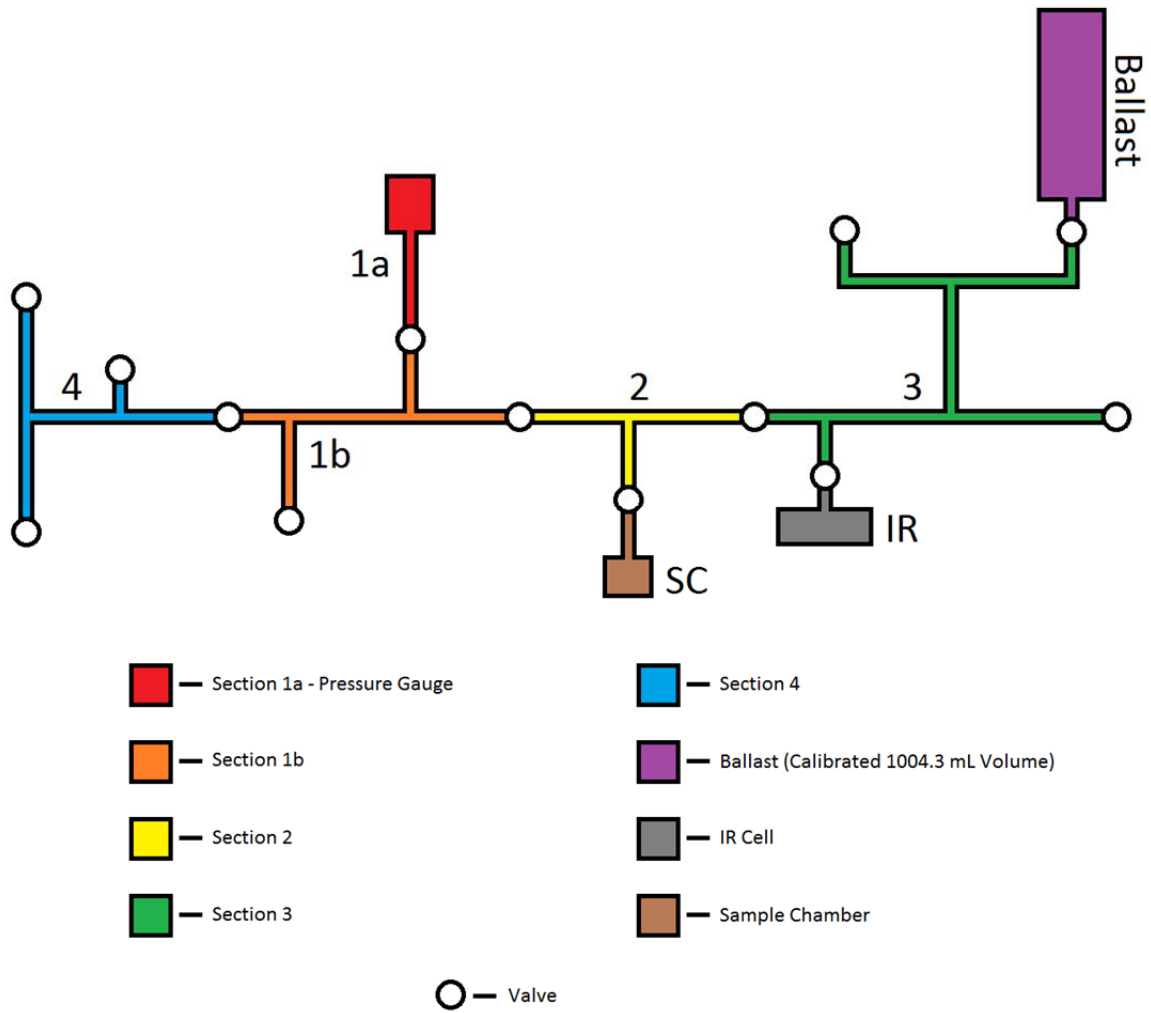 Ballast
1a
4
2
3
1b
IR
SC
Section 1a - Pressure Gauge
Section 4
Section 1b
Ballast (Calibrated 1004.3 mL Volume)
Section 2
IR Cell
Section 3
Sample Chamber
Valve